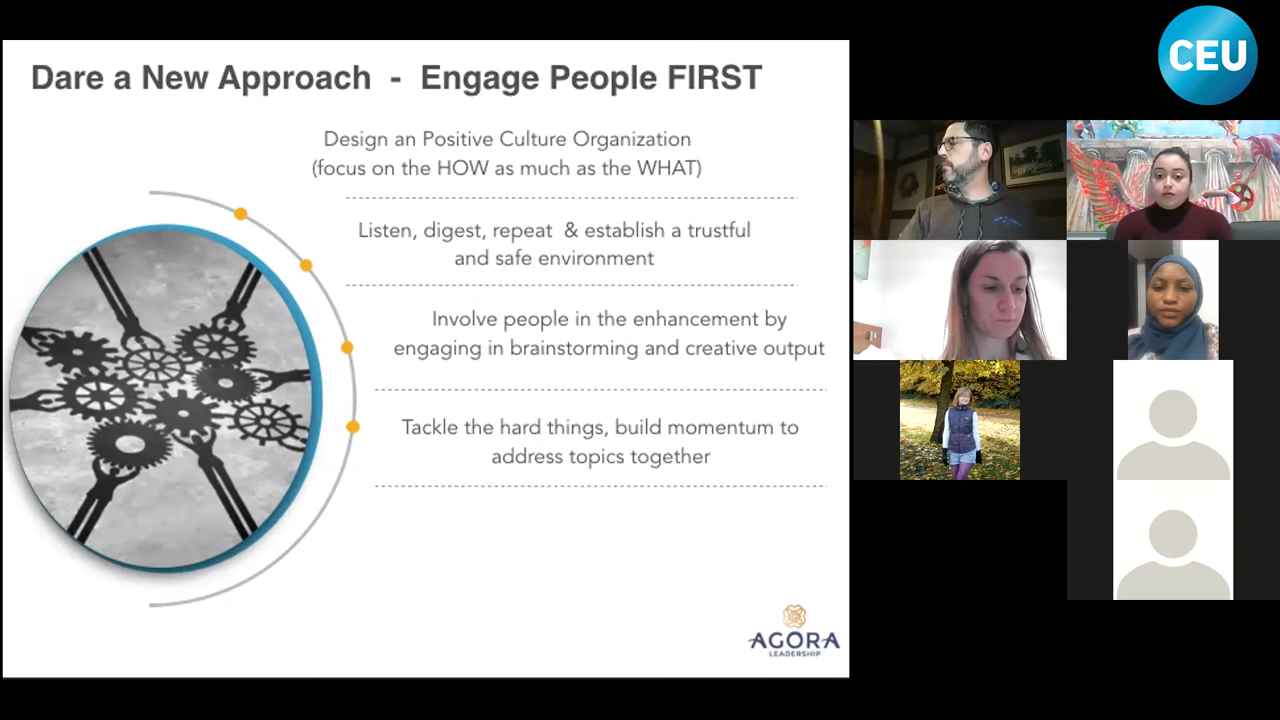 CEU
Dare a New Approach - Engage People FIRST
Design an Positive Culture Organization
(focus on the HOW as much as the WHAT)
Listen, digest, repeat & establish a trustful
and safe environment
Involve people in the enhancement by
engaging in brainstorming and creative output
Tackle the hard things, build momentum to
address topics together
AGORA
LEADERSHIP